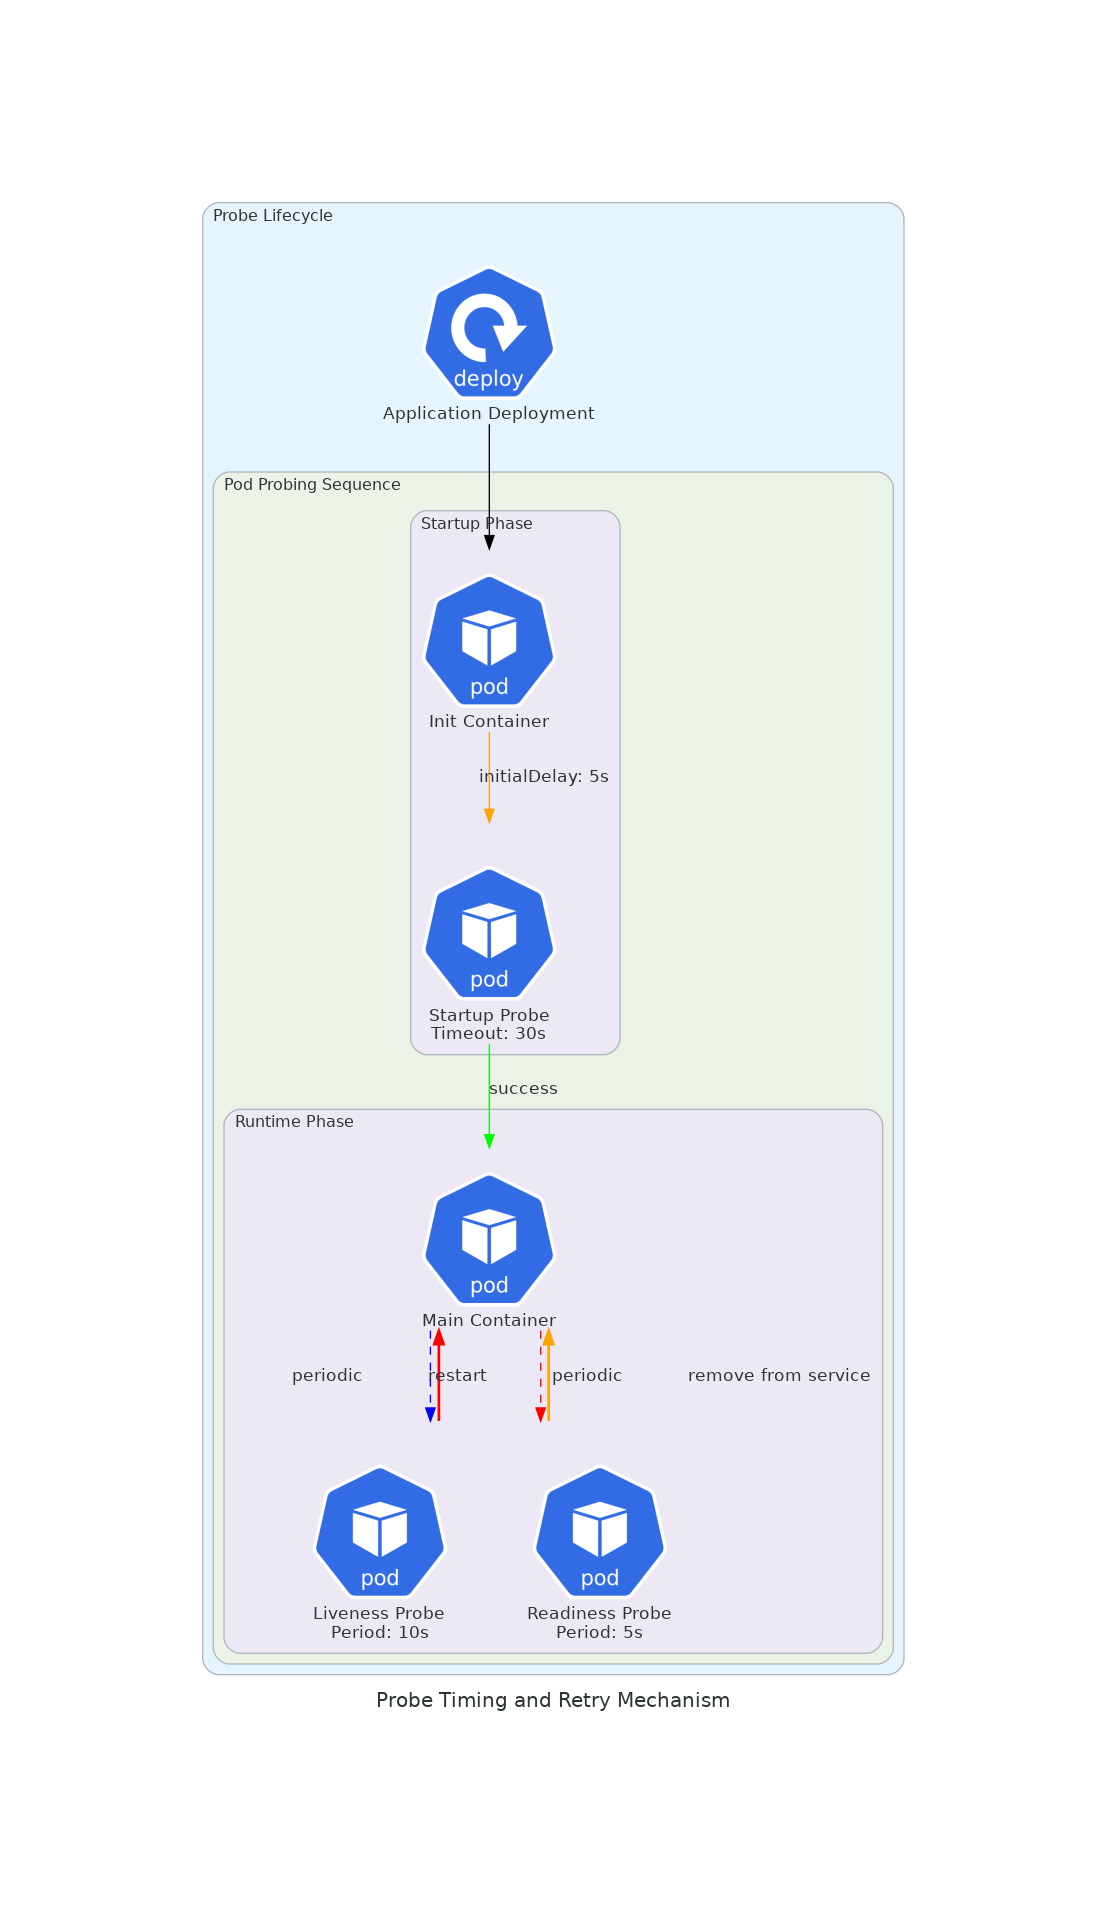 Probe Lifecycle
deploy
Application Deployment
Pod Probing Sequence
Startup Phase
pod
Init Container
initialDelay: 5s
pod
Startup Probe
Timeout: 30s
success
Runtime Phase
pod
Main Container
periodic
restart
periodic
remove from service
pod
Liveness Probe
Period: 10s
pod
Readiness Probe
Period: 5s
Probe Timing and Retry Mechanism